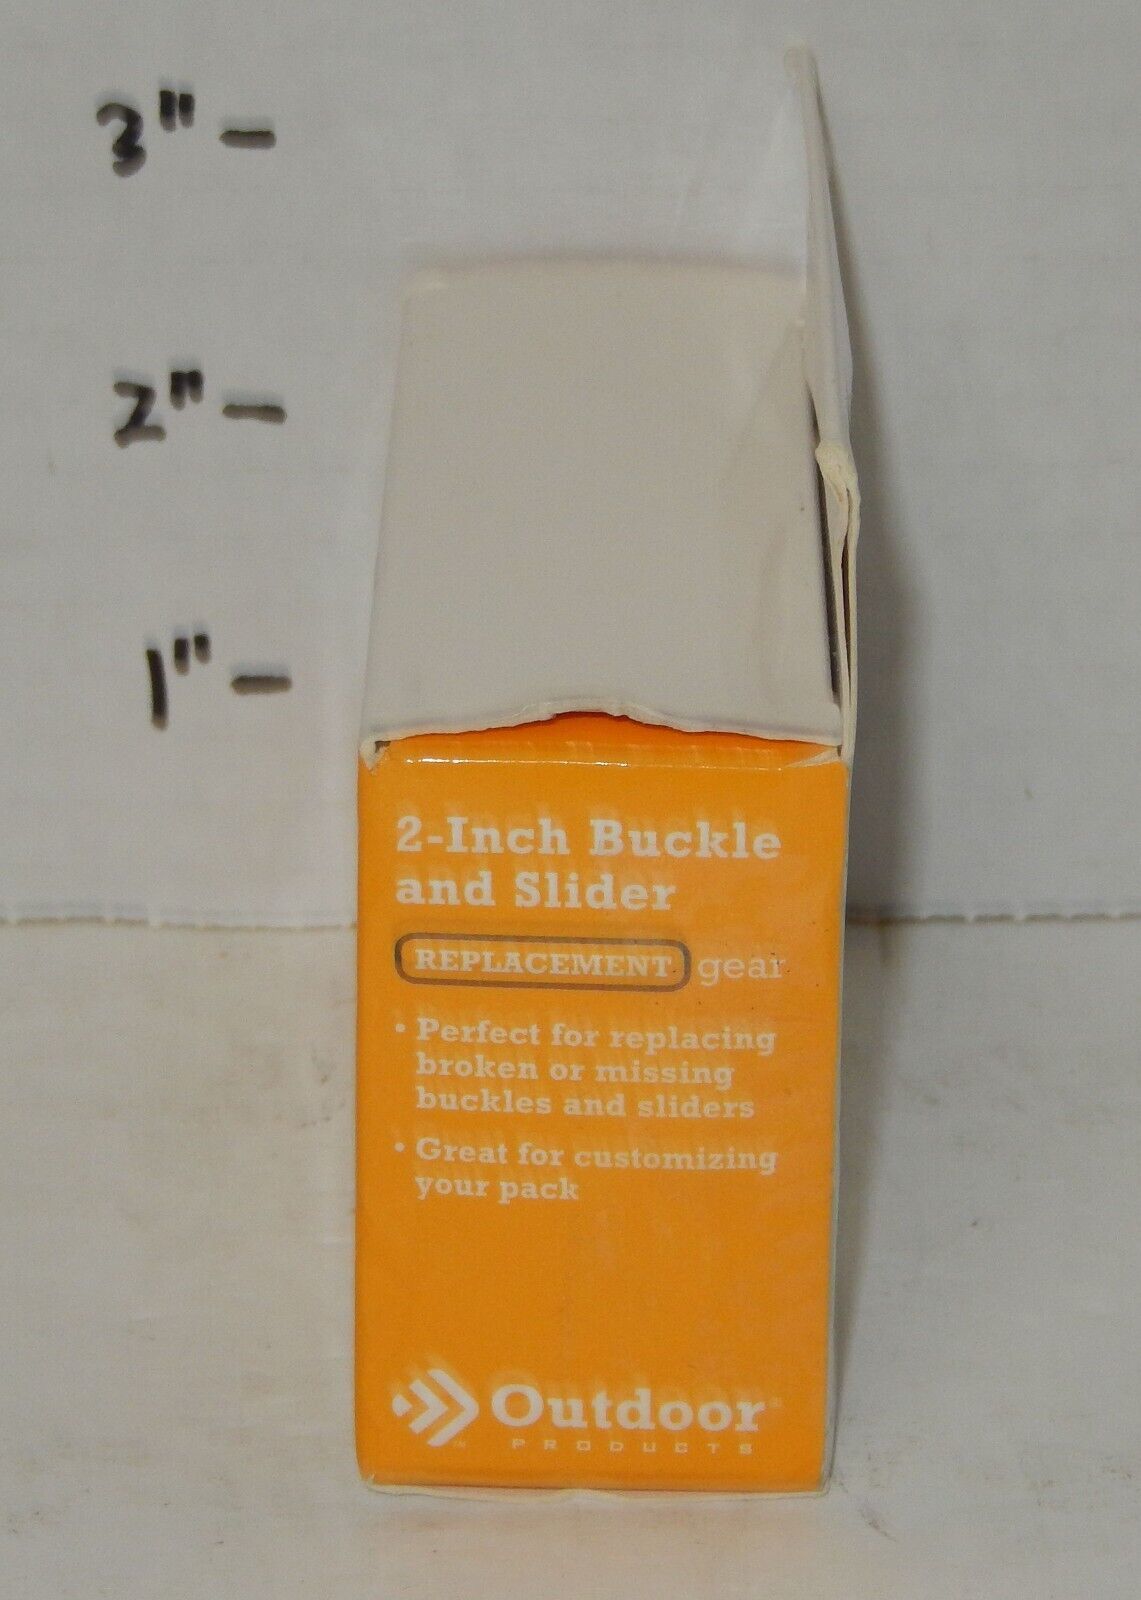 3" -
2" -
1" -
2-Inch Buckle
and Slider
REPLACEMENT gear
• Perfect for replacing
broken or missing
buckles and sliders
• Great for customizing
your pack
Outdoor®
PRODUCTS
TM